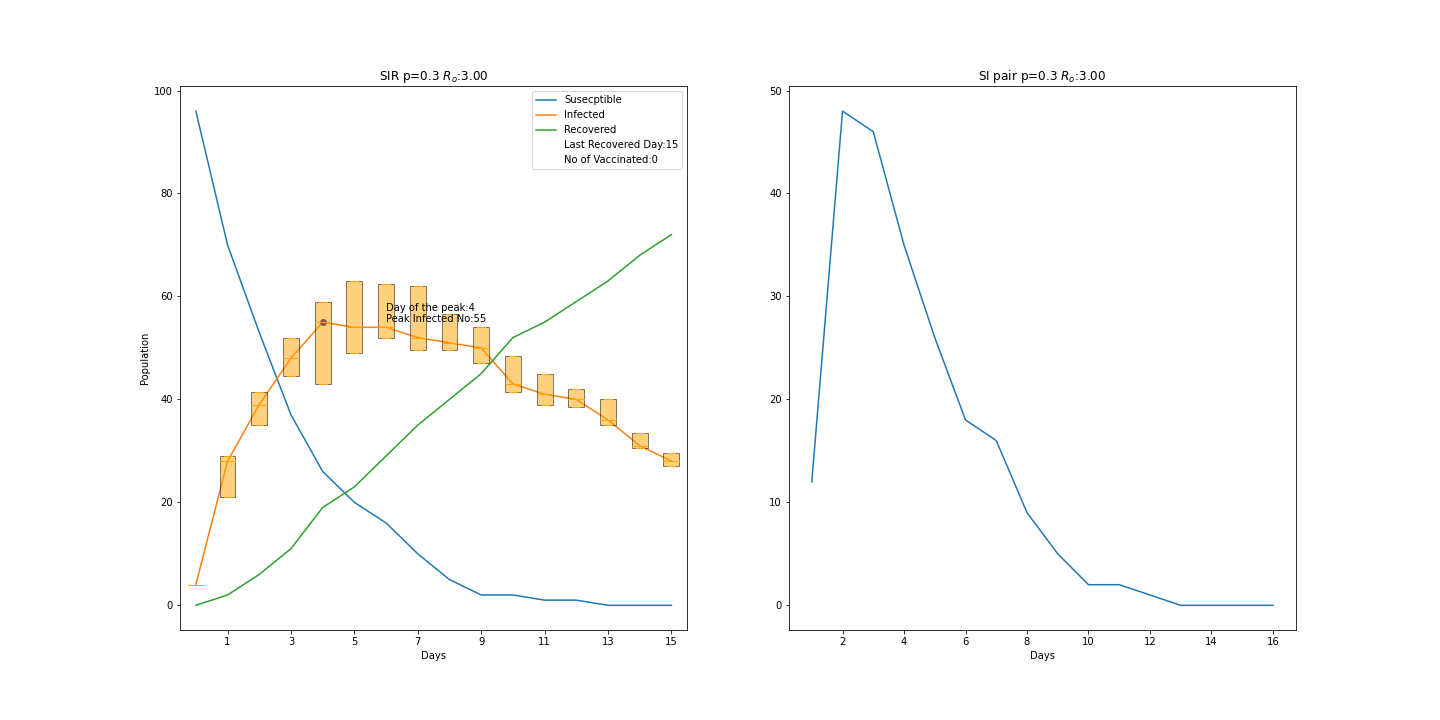 SIR p=0.3 Rₒ:3.00
100
80
60
40
20
0
Population
Susecptible
Infected
Recovered
Last Recovered Day:15
No of Vaccinated:0
Day of the peak:4
Peak Infected No:55
1 3 5 7 9 11 13 15
Days
SI pair p=0.3 Rₒ:3.00
50
40
30
20
10
0
2 4 6 8 10 12 14 16
Days